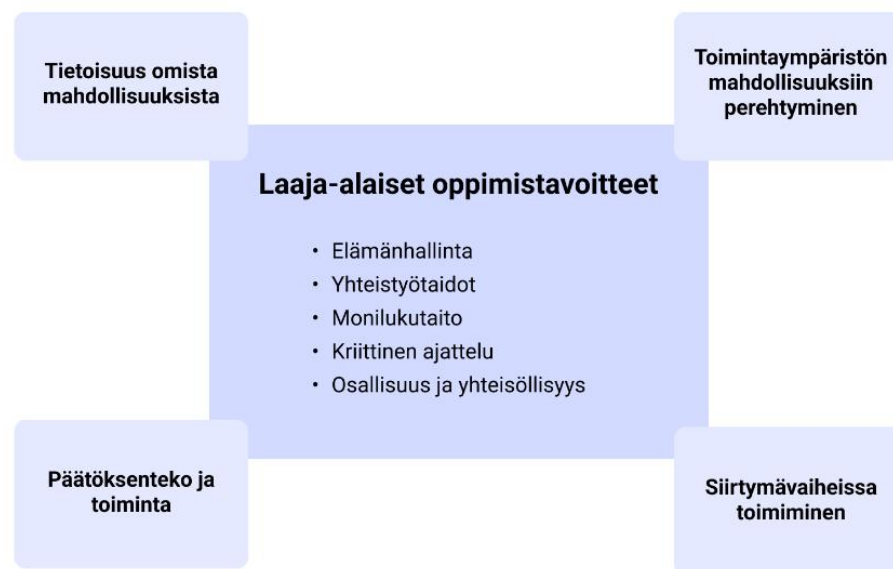 Tietoisuus omista
mahdollisuuksista
Toimintaympäristön
mahdollisuuksiin
perehtyminen
Laaja-alaiset oppimistavoitteet
• Elämänhallinta
• Yhteistyötaidot
• Monilukutaito
• Kriittinen ajattelu
• Osallisuus ja yhteisöllisyys
Päätöksenteko ja
toiminta
Siirtymävaiheissa
toimiminen